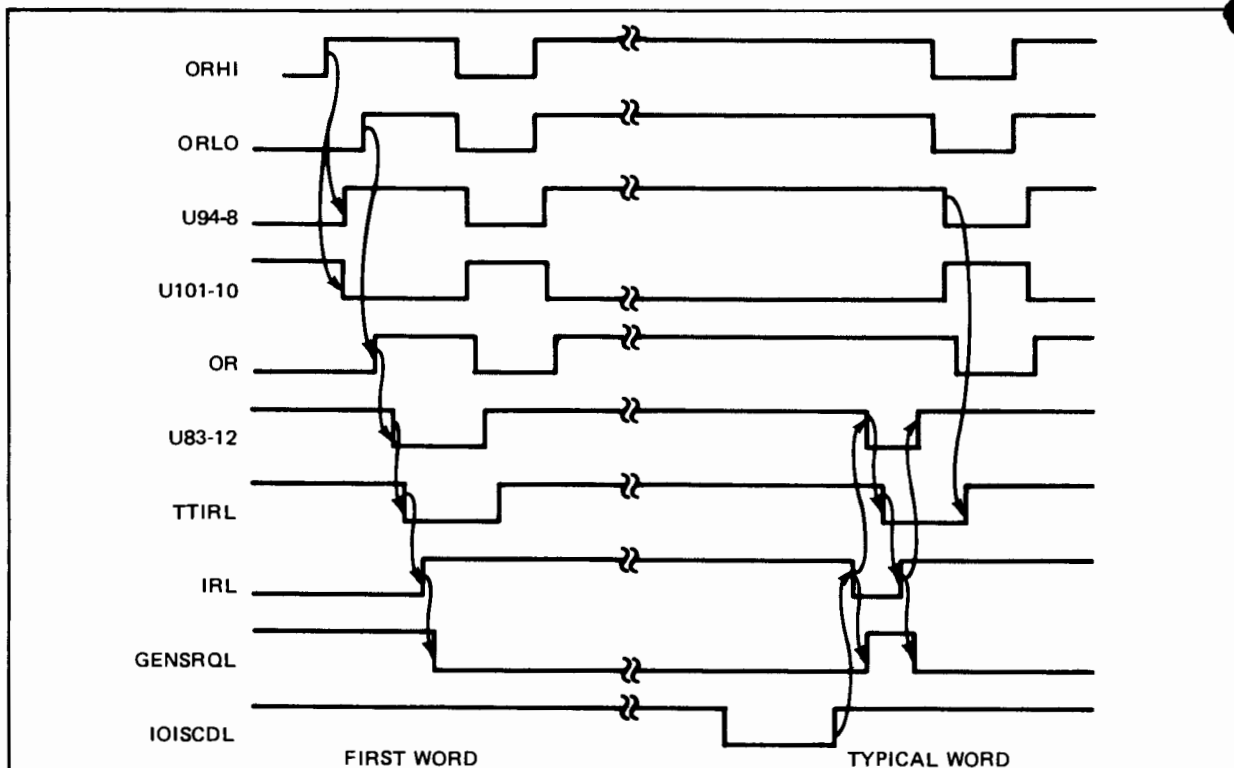 ORHI
ORLO
U94-8
U101-10
OR
U83-12
TTIRL
IRL
GENSRQL
IOISCDL
FIRST WORD TYPICAL WORD